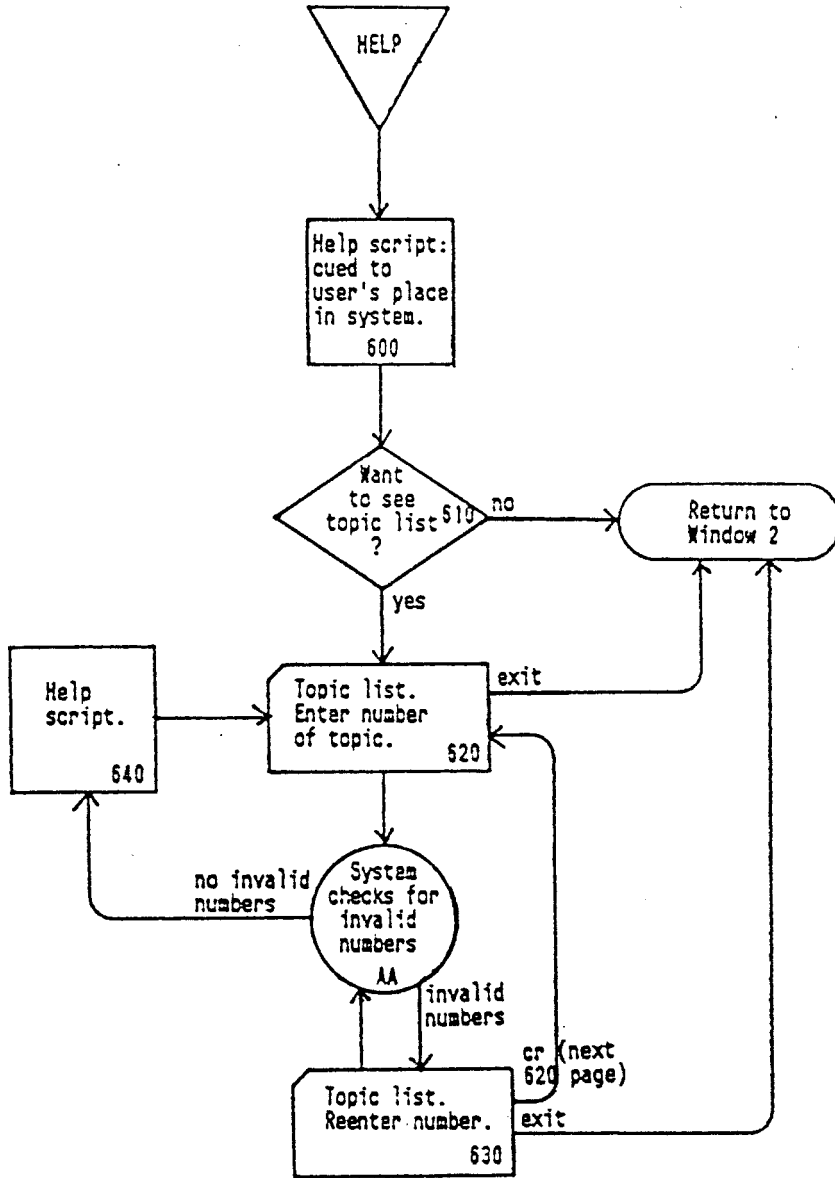 HELP
Help script:
cued to
user's place
in system.
600
Want
to see
topic list
?
610
no
Return to
Window 2
yes
Help
script.
640
Topic list.
Enter number
of topic.
620
exit
no invalid
numbers
System
checks for
invalid
numbers
AA
invalid
numbers
cr (next
620 page)
Topic list.
Reenter number.
630
exit